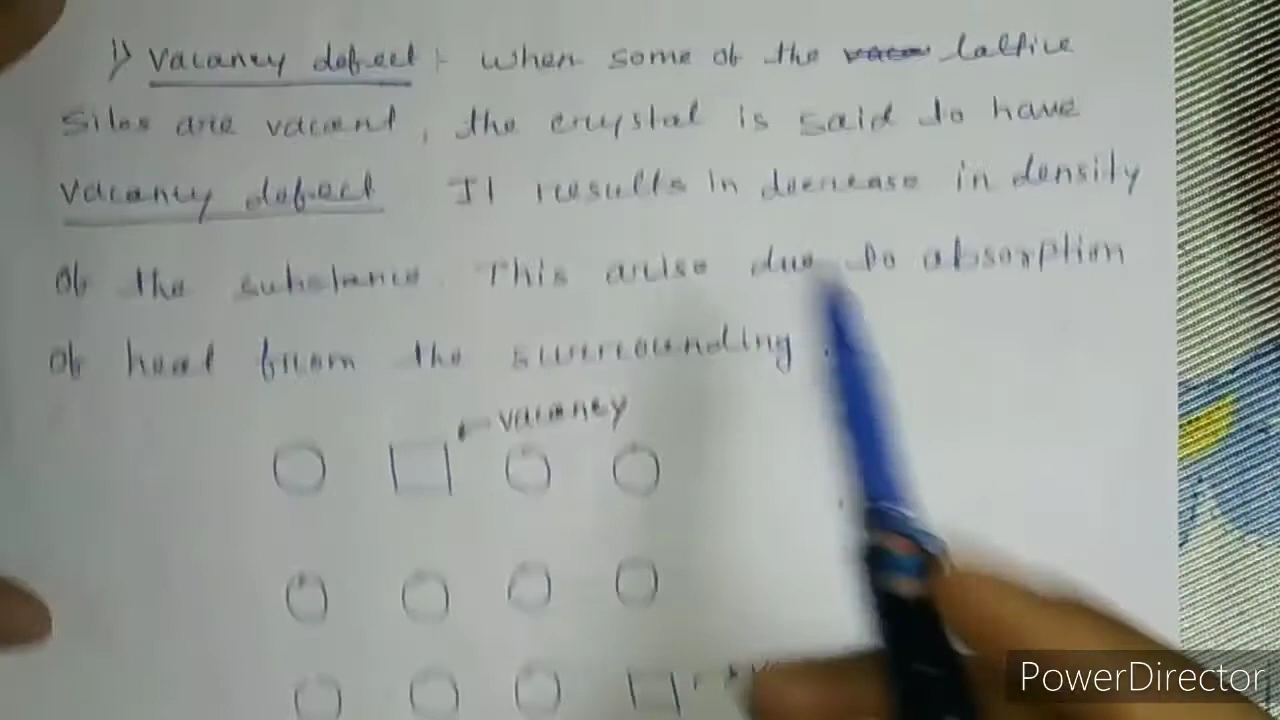 1) Vacancy defect : when some of the lattice
sites are vacant, the crystal is said to have
vacancy defect. It results in decrease in density
of the substance. This arise due to absorption
of heat from the surrounding.
vacancy
PowerDirector